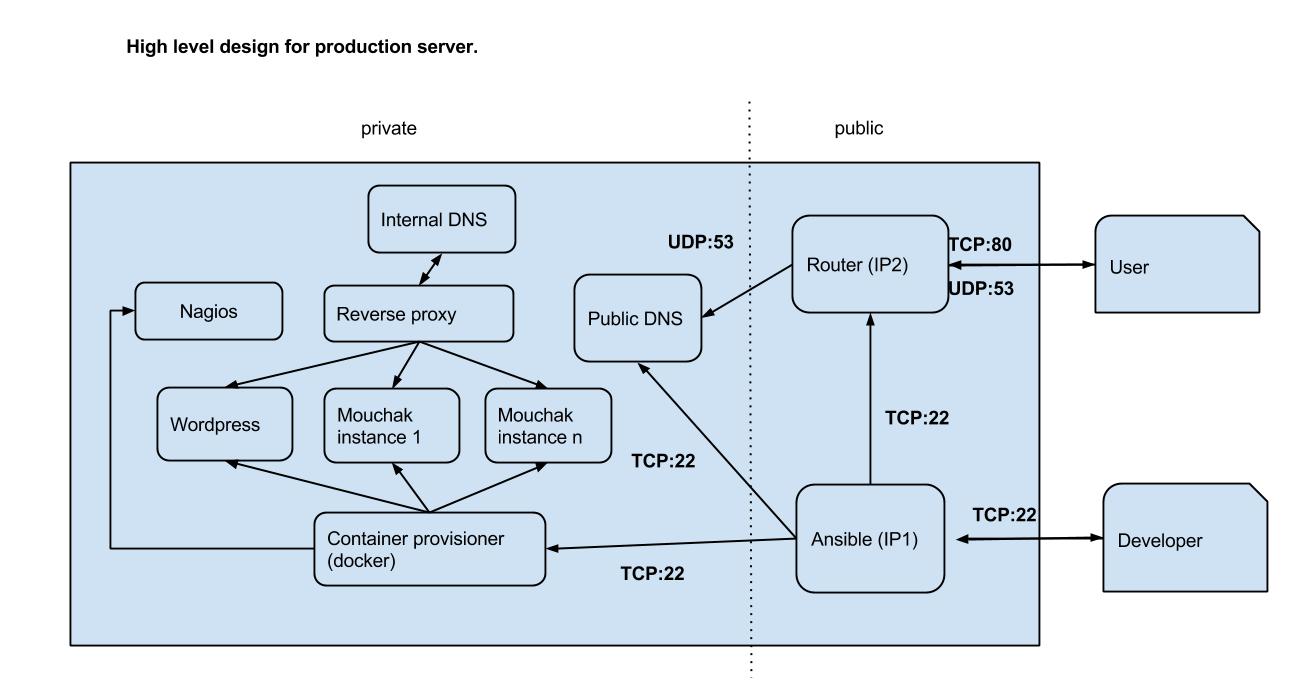 High level design for production server.
private
public
Internal DNS
UDP:53
TCP:80
Router (IP2)
User
UDP:53
Nagios
Reverse proxy
Public DNS
Wordpress
Mouchak
instance 1
Mouchak
instance n
TCP:22
TCP:22
TCP:22
Container provisioner
(docker)
Ansible (IP1)
Developer
TCP:22